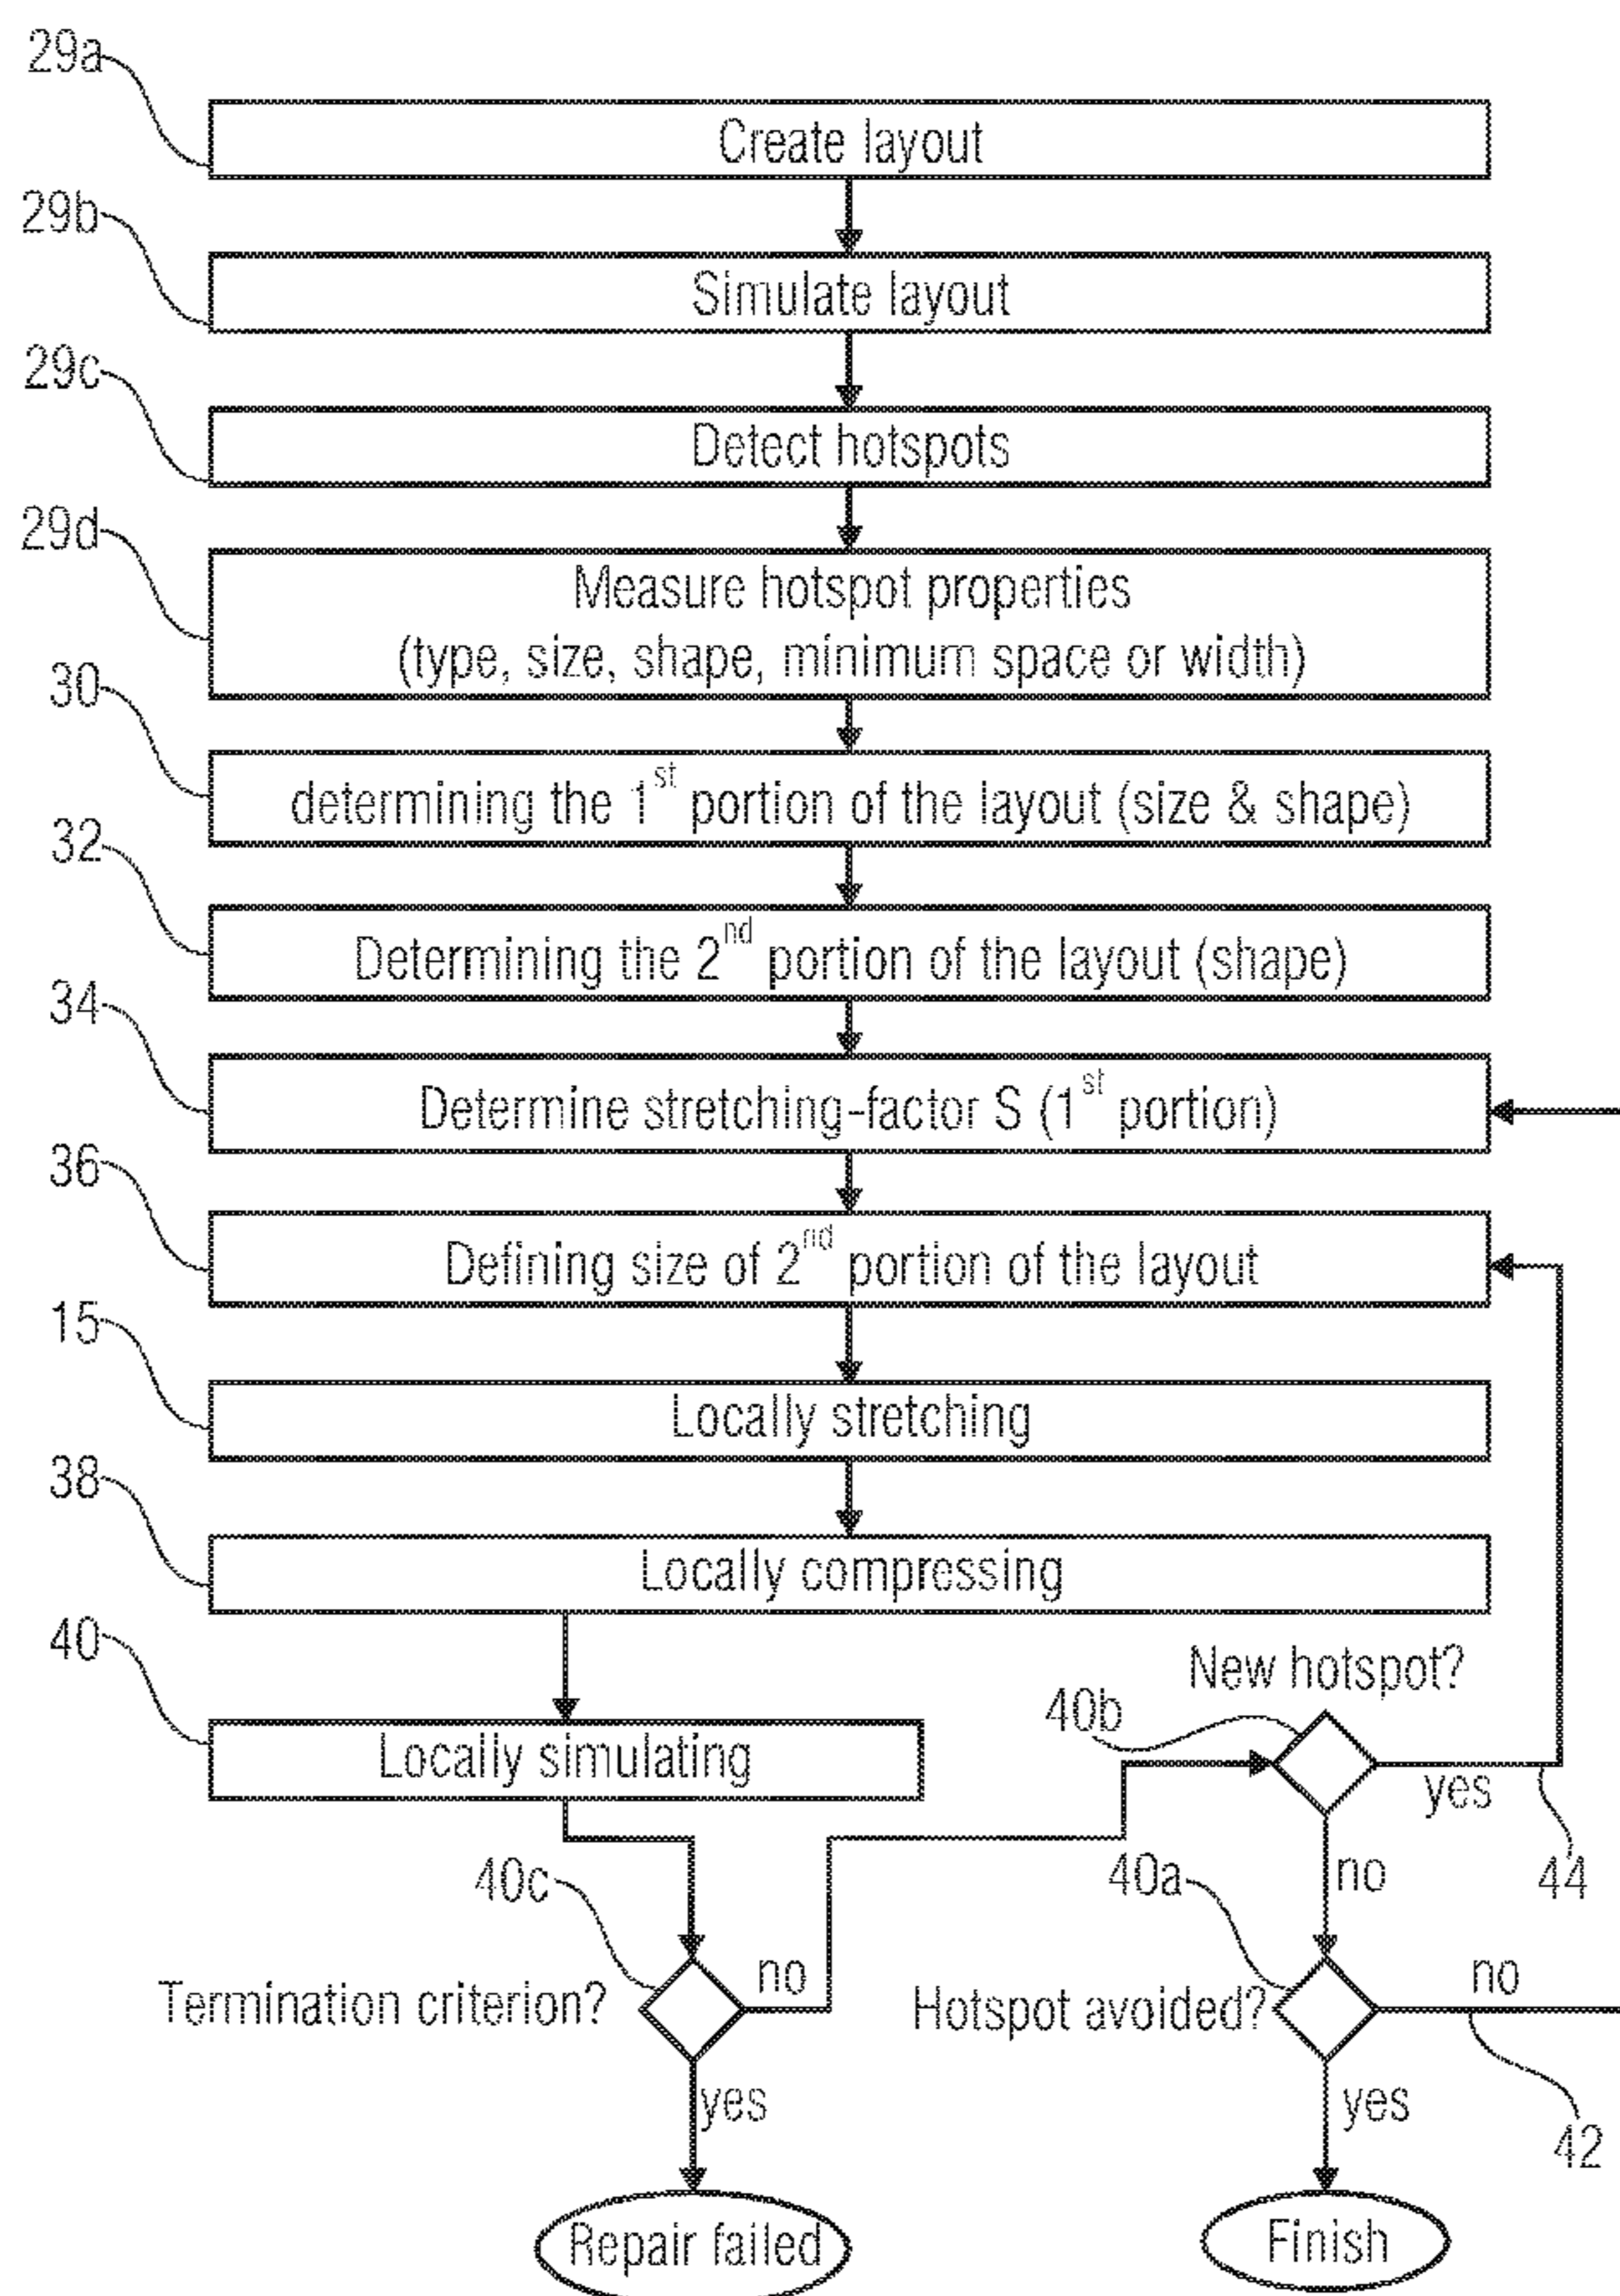 29a
Create layout
29b
Simulate layout
29c
Detect hotspots
29d
Measure hotspot properties
(type, size, shape, minimum space or width)
30
determining the 1st portion of the layout (size & shape)
32
Determining the 2nd portion of the layout (shape)
34
Determine stretching-factor S (1st portion)
36
Defining size of 2nd portion of the layout
15
Locally stretching
38
Locally compressing
40
Locally simulating
New hotspot?
40b
yes
44
no
40c
40a
Termination criterion?
no
Hotspot avoided?
no
42
yes
yes
Repair failed
Finish